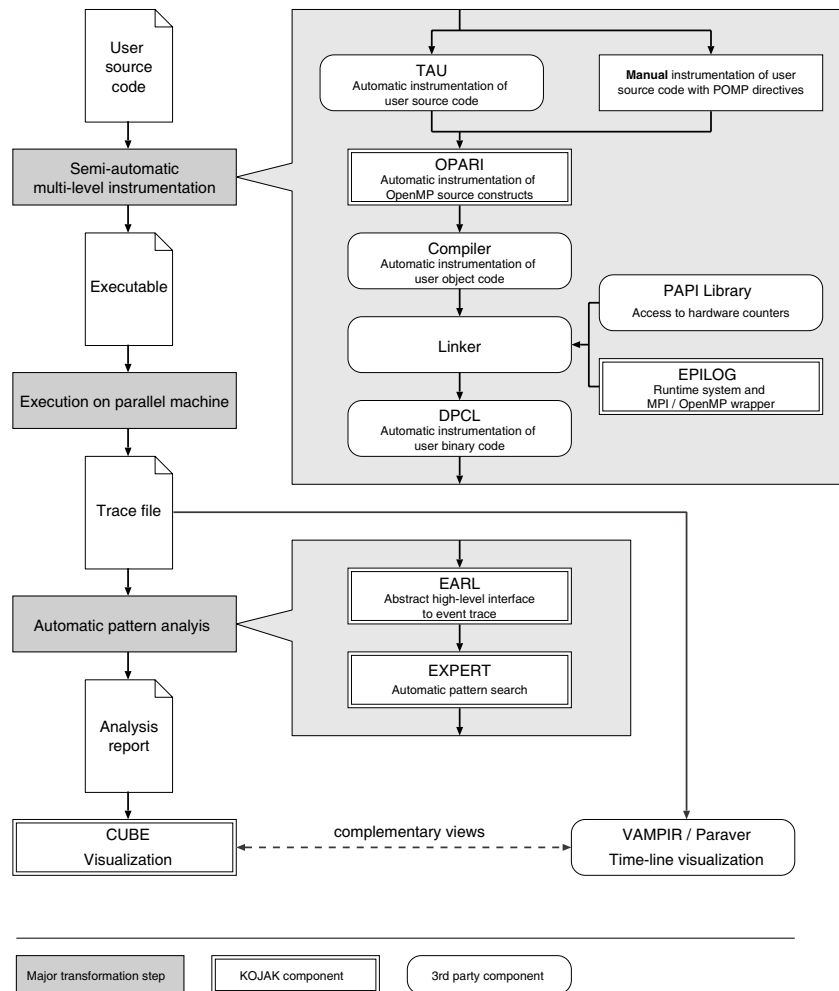 User
source
code
TAU
Automatic instrumentation of
user source code
Manual instrumentation of user
source code with POMP directives
Semi-automatic
multi-level instrumentation
OPARI
Automatic instrumentation of
OpenMP source constructs
Executable
Compiler
Automatic instrumentation of
user object code
PAPI Library
Access to hardware counters
Linker
EPILOG
Runtime system and
MPI / OpenMP wrapper
Execution on parallel machine
DPCL
Automatic instrumentation of
user binary code
Trace file
EARL
Abstract high-level interface
to event trace
Automatic pattern analyis
EXPERT
Automatic pattern search
Analysis
report
CUBE
Visualization
complementary views
VAMPIR / Paraver
Time-line visualization
Major transformation step
KOJAK component
3rd party component